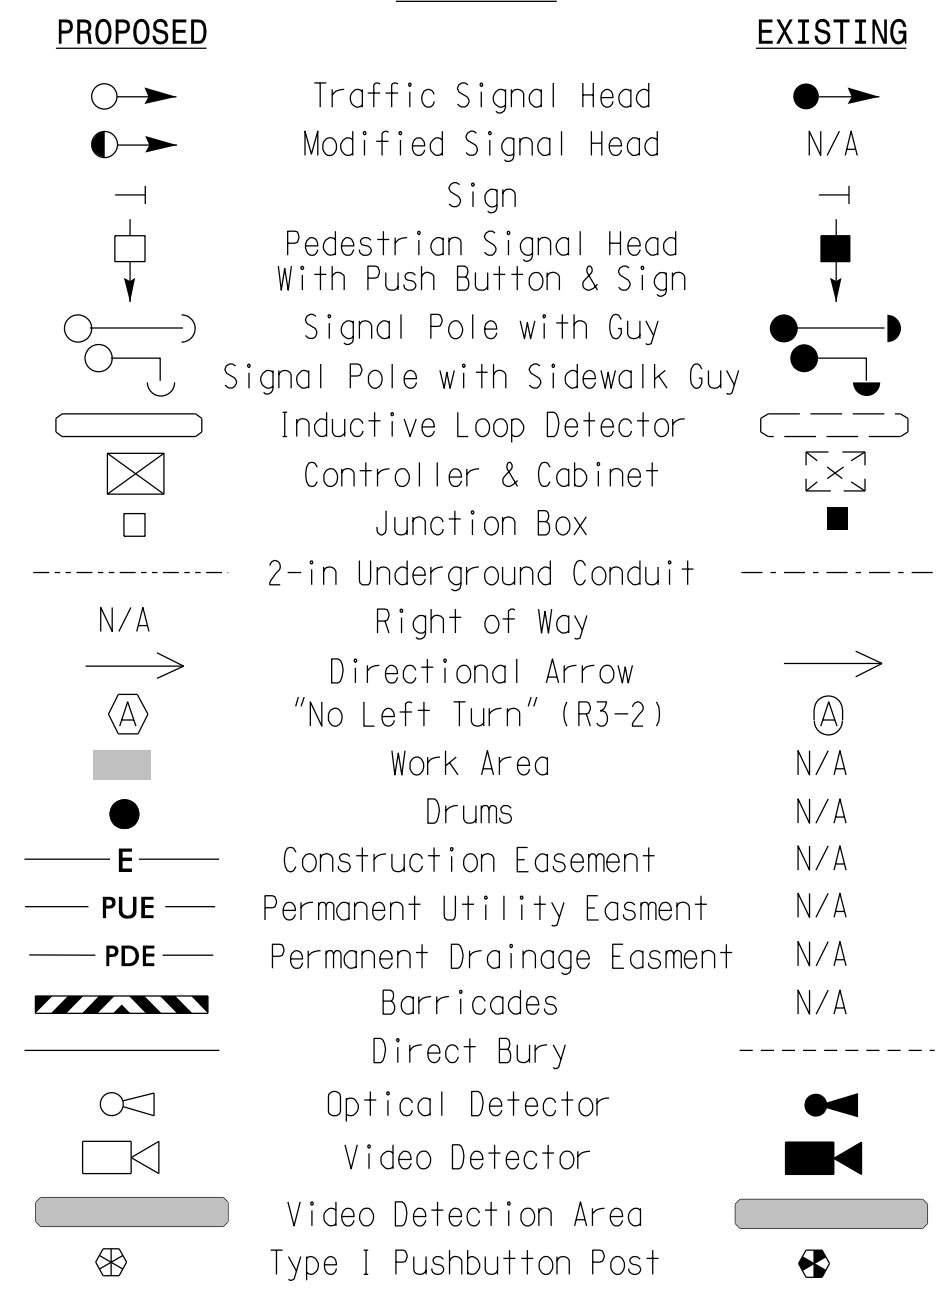 PROPOSED EXISTING
Traffic Signal Head
Modified Signal Head N/A
Sign
Pedestrian Signal Head
With Push Button & Sign
Signal Pole with Guy
Signal Pole with Sidewalk Guy
Inductive Loop Detector
Controller & Cabinet
Junction Box
2-in Underground Conduit
N/A Right of Way
Directional Arrow
A "No Left Turn" (R3-2) A
Work Area N/A
Drums N/A
E Construction Easement N/A
PUE Permanent Utility Easment N/A
PDE Permanent Drainage Easment N/A
Barricades N/A
Direct Bury
Optical Detector
Video Detector
Video Detection Area
Type I Pushbutton Post